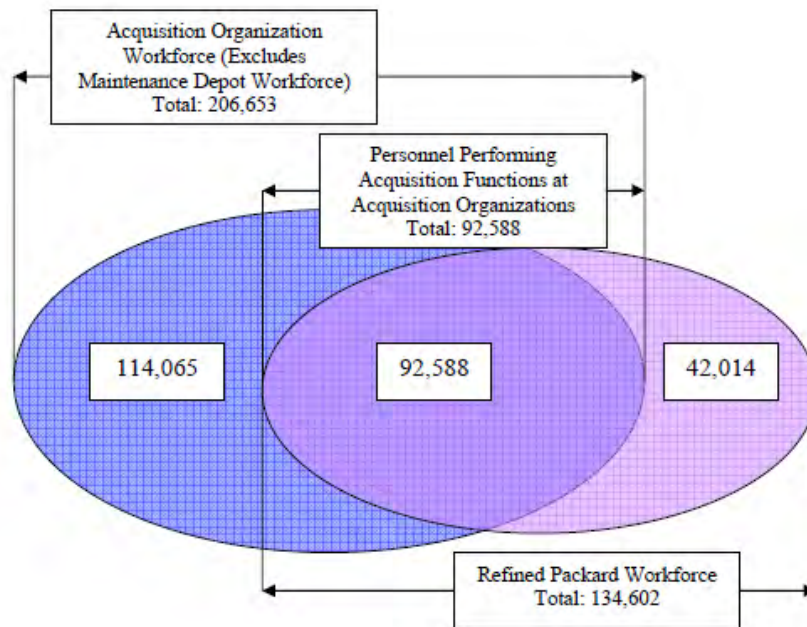 Acquisition Organization
Workforce (Excludes
Maintenance Depot Workforce)
Total: 206,653
Personnel Performing
Acquisition Functions at
Acquisition Organizations
Total: 92,588
114,065
92,588
42,014
Refined Packard Workforce
Total: 134,602